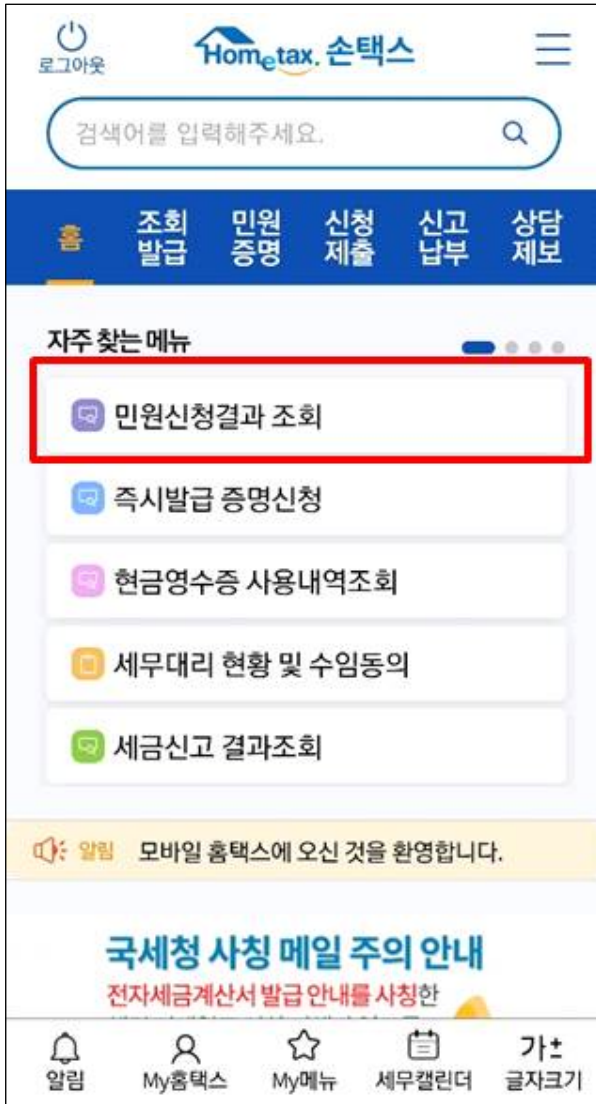 로그아웃
Hometax. 손택스
검색어를 입력해주세요.
홈
조회
발급
민원
증명
신청
제출
신고
납부
상담
제보
자주 찾는 메뉴
민원신청결과 조회
즉시발급 증명신청
현금영수증 사용내역조회
세무대리 현황 및 수임동의
세금신고 결과조회
알림 모바일 홈택스에 오신 것을 환영합니다.
국세청 사칭 메일 주의 안내
전자세금계산서 발급 안내를 사칭한
가±
알림 My홈택스 My메뉴 세무캘린더 글자크기